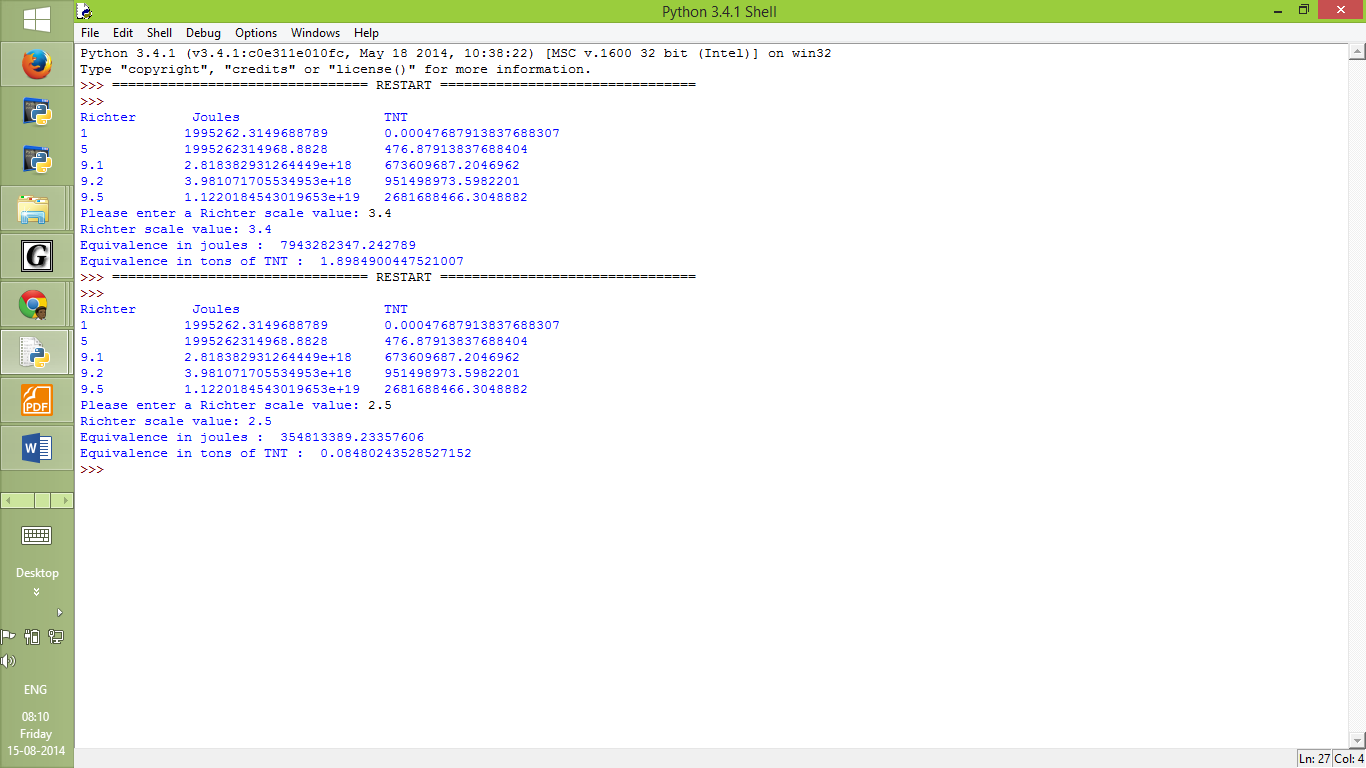 Python 3.4.1 Shell
File Edit Shell Debug Options Windows Help
Python 3.4.1 (v3.4.1:c0e311e010fc, May 18 2014, 10:38:22) [MSC v.1600 32 bit (Intel)] on win32
Type "copyright", "credits" or "license()" for more information.
>>> ================================ RESTART ================================
>>>
Richter Joules TNT
1 1995262.3149688789 0.00047687913837688307
5 1995262314968.8828 476.87913837688404
9.1 2.818382931264449e+18 673609687.2046962
9.2 3.981071705534953e+18 951498973.5982201
9.5 1.1220184543019653e+19 2681688466.3048882
Please enter a Richter scale value: 3.4
Richter scale value: 3.4
Equivalence in joules :  7943282347.242789
Equivalence in tons of TNT :  1.8984900447521007
>>> ================================ RESTART ================================
>>>
Richter Joules TNT
1 1995262.3149688789 0.00047687913837688307
5 1995262314968.8828 476.87913837688404
9.1 2.818382931264449e+18 673609687.2046962
9.2 3.981071705534953e+18 951498973.5982201
9.5 1.1220184543019653e+19 2681688466.3048882
Please enter a Richter scale value: 2.5
Richter scale value: 2.5
Equivalence in joules :  354813389.23357606
Equivalence in tons of TNT :  0.08480243528527152
>>>
G
PDF
W
Desktop
ENG
08:10
Friday
15-08-2014
Ln: 27 Col: 4